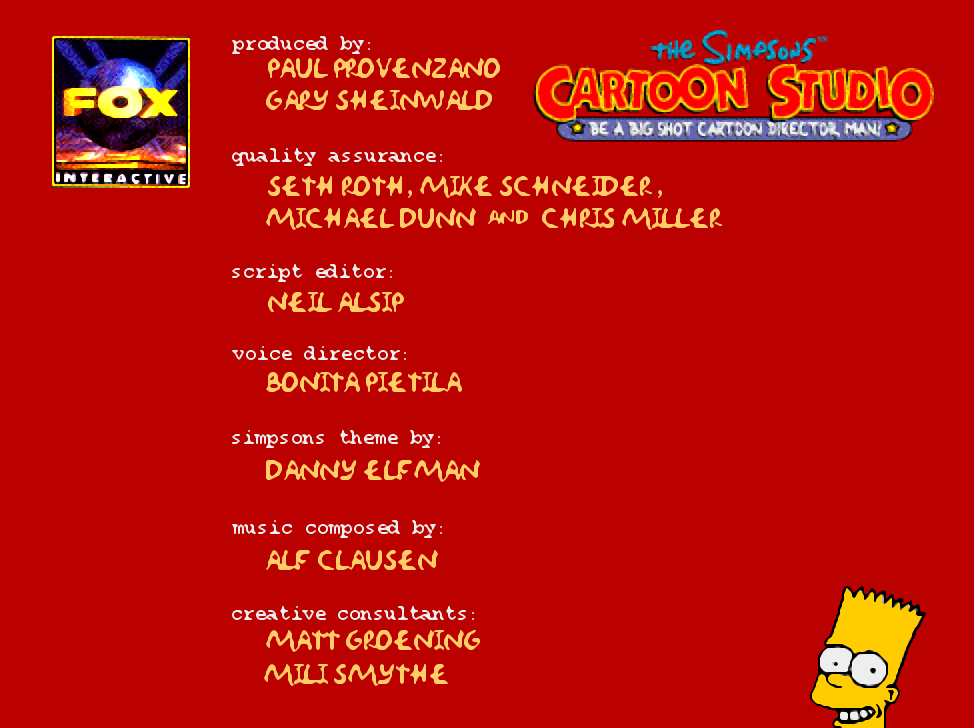 FOX
INTERACTIVE
The Simpsons™
CARTOON STUDIO
BE A BIG SHOT CARTOON DIRECTOR, MAN!
produced by:
PAUL PROVENZANO
GARY SHEINWALD
quality assurance:
SETH ROTH, MIKE SCHNEIDER,
MICHAEL DUNN AND CHRIS MILLER
script editor:
NEIL ALSIP
voice director:
BONITA PIETILA
simpsons theme by:
DANNY ELFMAN
music composed by:
ALF CLAUSEN
creative consultants:
MATT GROENING
MILI SMYTHE